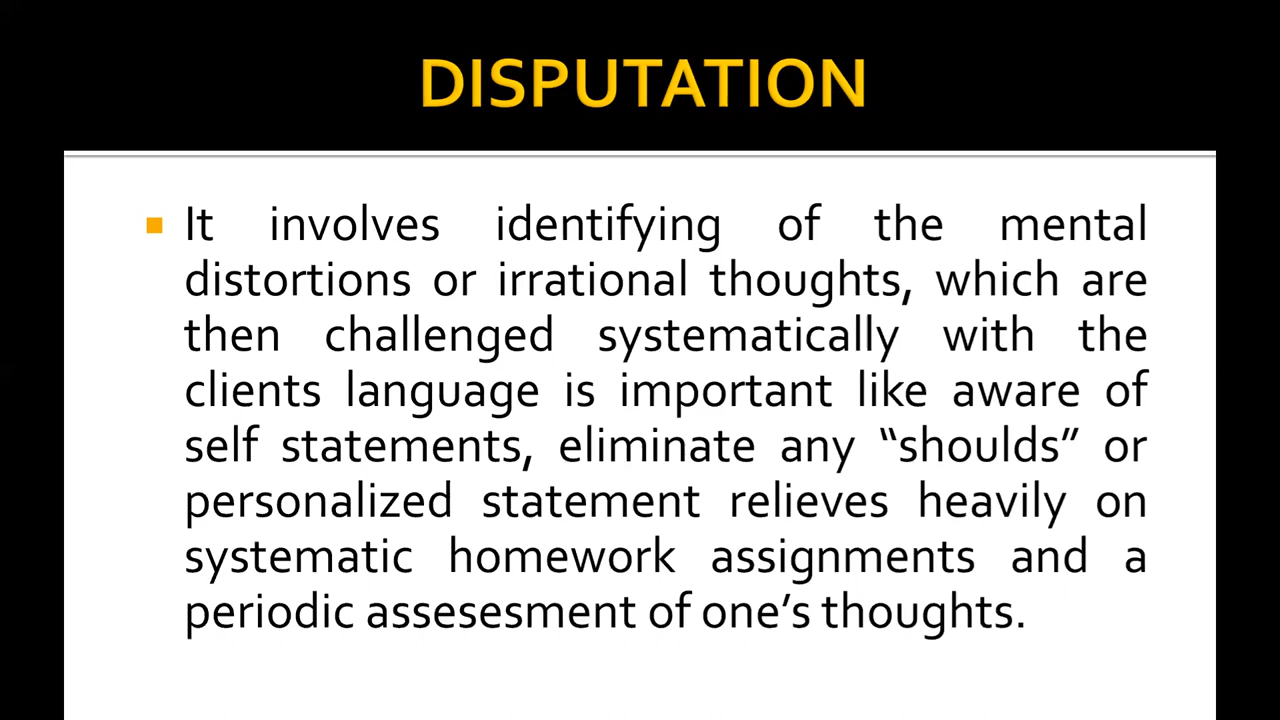 DISPUTATION
It involves identifying of the mental
distortions or irrational thoughts, which are
then challenged systematically with the
clients language is important like aware of
self statements, eliminate any “shoulds” or
personalized statement relieves heavily on
systematic homework assignments and a
periodic assesesment of one’s thoughts.